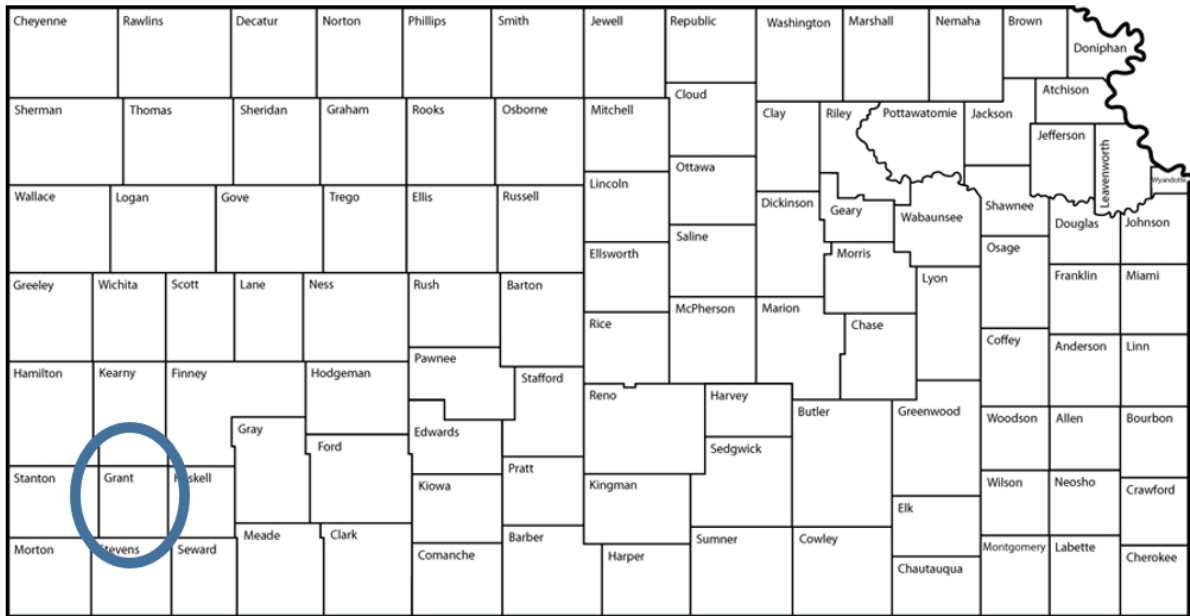 Cheyenne Rawlins Decatur Norton Phillips Smith Jewell Republic Washington Marshall Nemaha Brown
Doniphan
Atchison
Cloud
Sherman Thomas Sheridan Graham Rooks Osborne Mitchell Clay Riley Pottawatomie Jackson
Jefferson
Leavenworth
Ottawa
Wyandotte
Lincoln
Wallace Logan Gove Trego Ellis Russell Dickinson Geary Wabaunsee Shawnee
Douglas Johnson
Saline
Ellsworth Morris Osage
Greeley Wichita Scott Lane Ness Rush Barton Lyon Franklin Miami
McPherson Marion
Rice Chase
Coffey Anderson Linn
Pawnee
Hamilton Kearny Finney Hodgeman Stafford
Reno Harvey Butler Greenwood Woodson Allen Bourbon
Gray Edwards
Ford Sedgwick
Stanton Grant Haskell Kiowa Pratt Kingman Wilson Neosho Crawford
Elk
Meade Clark Barber Sumner Cowley
Morton Stevens Seward Comanche Harper Montgomery Labette Cherokee
Chautauqua